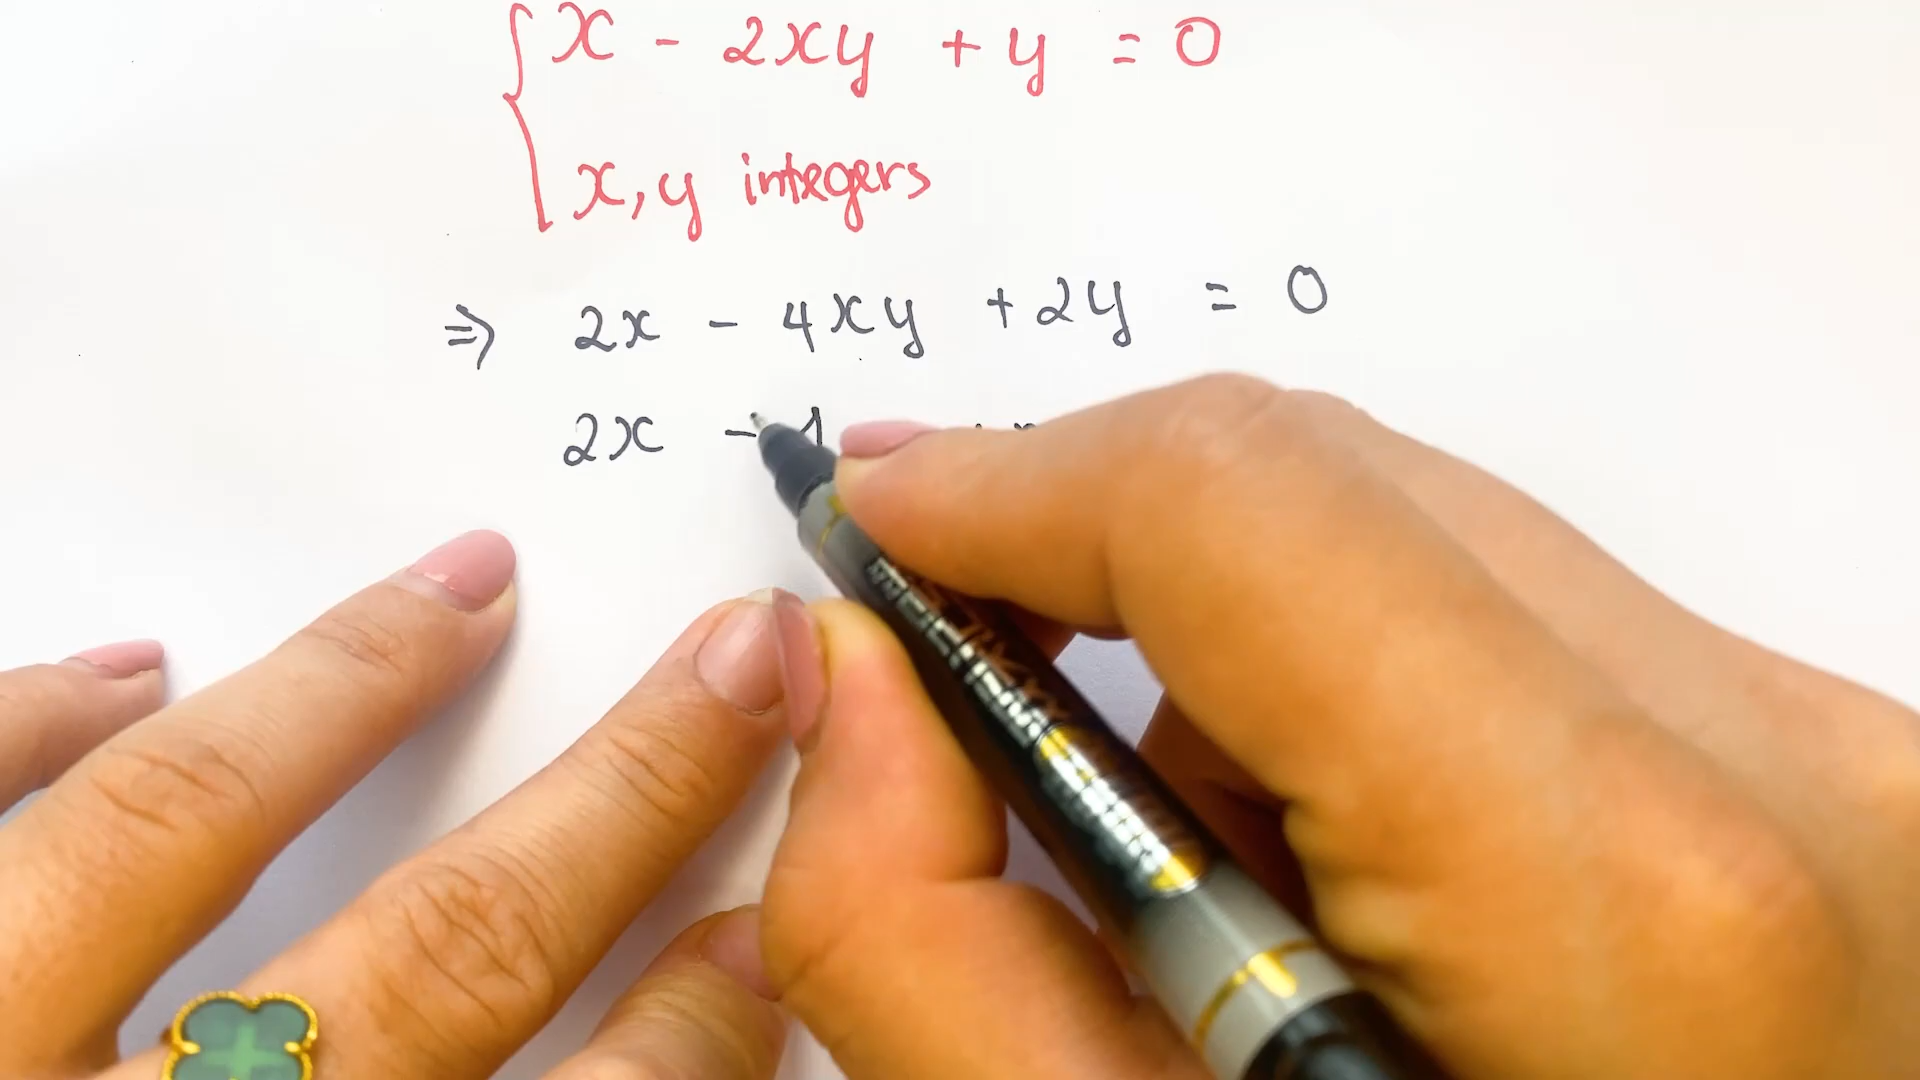 x - 2xy + y = 0
x, y integers
⇒ 2x - 4xy + 2y = 0
2x -